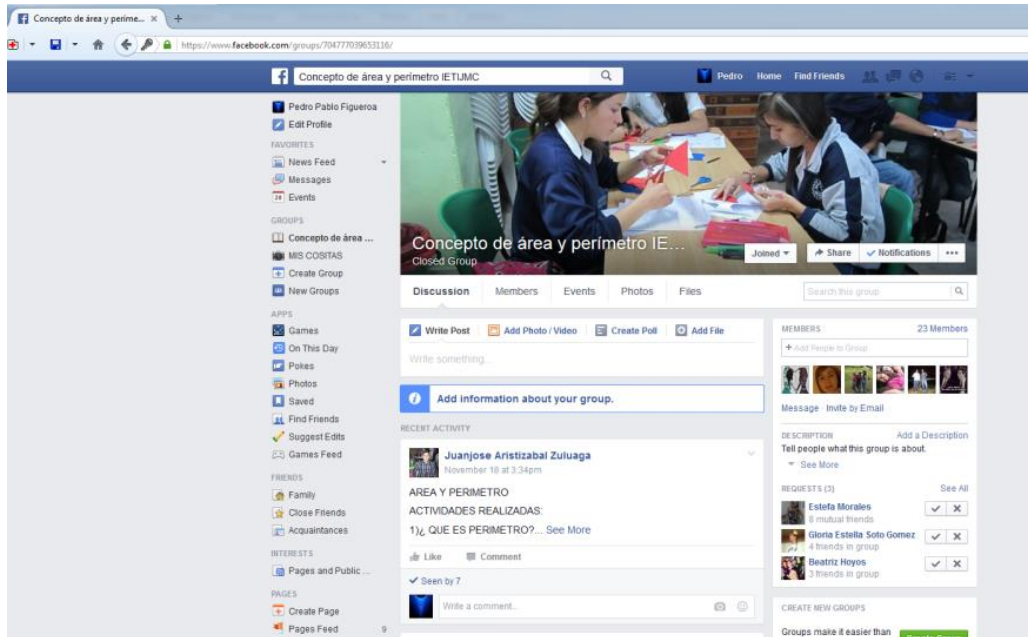 Concepto de área y períme... × +
https://www.facebook.com/groups/704777039653116/
Concepto de área y perímetro IETIJMC
Pedro Home Find Friends
Pedro Pablo Figueroa
Edit Profile
FAVORITES
News Feed
Messages
Events
GROUPS
Concepto de área ...
MIS COSITAS
Create Group
New Groups
APPS
Games
On This Day
Pokes
Photos
Saved
Find Friends
Suggest Edits
Games Feed
FRIENDS
Family
Close Friends
Acquaintances
INTERESTS
Pages and Public ...
PAGES
Create Page
Pages Feed 9
Concepto de área y perímetro IE...
Closed Group
Joined Share Notifications ...
Discussion Members Events Photos Files
Search this group
Write Post Add Photo / Video Create Poll Add File
Write something...
Add information about your group.
RECENT ACTIVITY
Juanjose Aristizabal Zuluaga
November 18 at 3:34pm
AREA Y PERIMETRO
ACTIVIDADES REALIZADAS:
1)¿ QUE ES PERIMETRO?... See More
Like Comment
Seen by 7
Write a comment...
MEMBERS 23 Members
+ Add People to Group
Message · Invite by Email
DESCRIPTION Add a Description
Tell people what this group is about.
See More
REQUESTS (3) See All
Estefa Morales
8 mutual friends
Gloria Estella Soto Gomez
4 friends in group
Beatriz Hoyos
3 friends in group
CREATE NEW GROUPS
Groups make it easier than